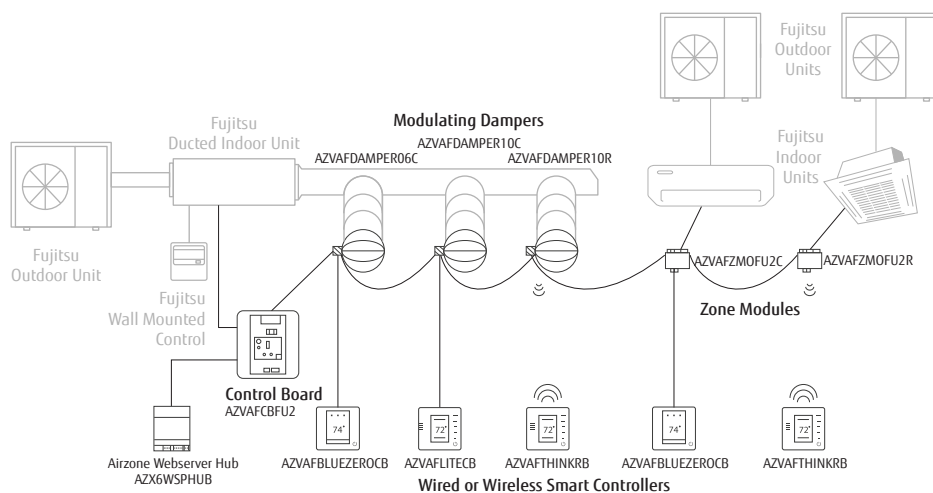 Fujitsu
Outdoor
Units
Modulating Dampers
Fujitsu
Ducted Indoor Unit
AZVAFDAMPER10C
AZVAFDAMPER06C
AZVAFDAMPER10R
Fujitsu
Indoor
Units
Fujitsu
Outdoor Unit
AZVAFZMOFU2C
AZVAFZMOFU2R
Fujitsu
Wall Mounted
Control
Zone Modules
Control Board
AZVAFCBFU2
74°
72°
72°
74°
72°
Airzone Webserver Hub
AZX6WSPHUB
AZVAFBLUEZEROCB
AZVAFLITECB
AZVAFTHINKRB
AZVAFBLUEZEROCB
AZVAFTHINKRB
Wired or Wireless Smart Controllers